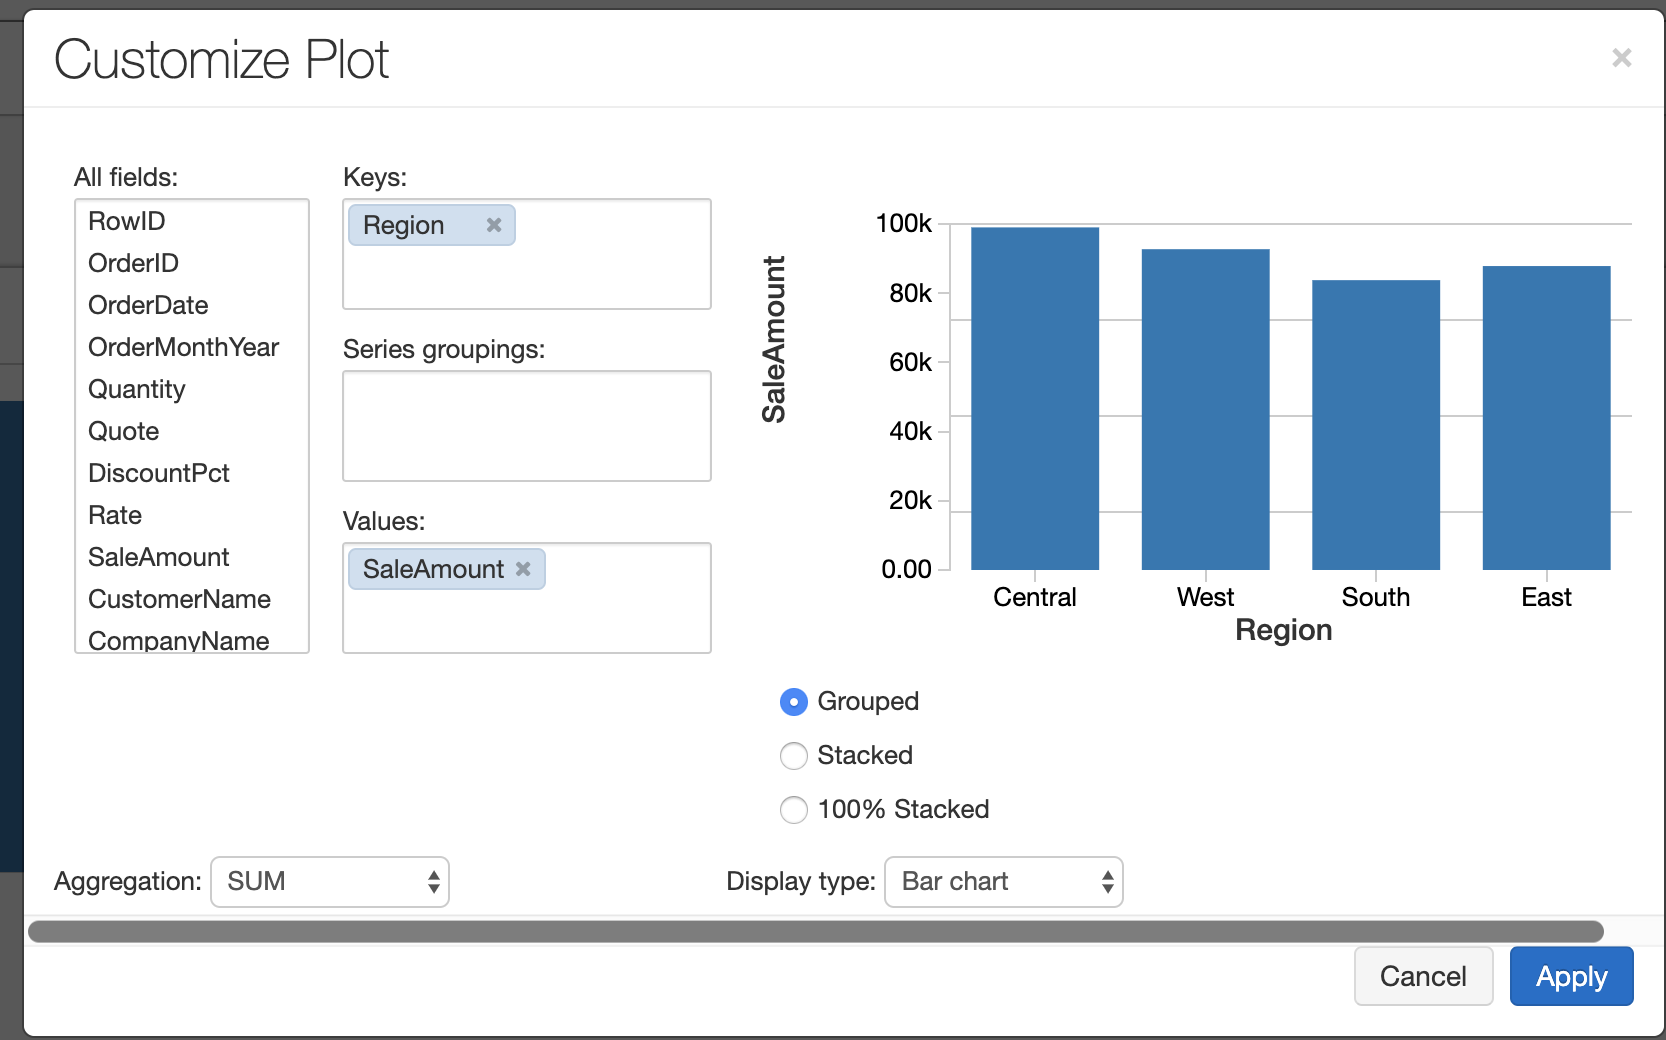 Customize Plot
×
All fields:
RowID
OrderID
OrderDate
OrderMonthYear
Quantity
Quote
DiscountPct
Rate
SaleAmount
CustomerName
CompanyName
Keys:
Region ×
Series groupings:
Values:
SaleAmount ×
SaleAmount
100k
80k
60k
40k
20k
0.00
Central West South East
Region
Grouped
Stacked
100% Stacked
Aggregation: SUM
Display type: Bar chart
Cancel Apply